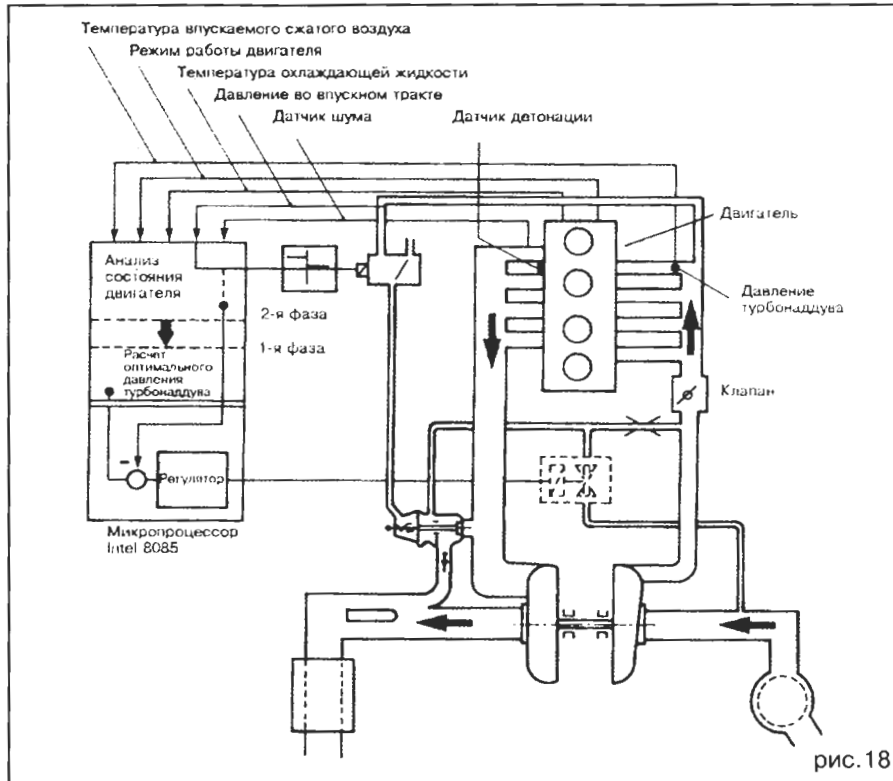 Температура впускаемого сжатого воздуха
Режим работы двигателя
Температура охлаждающей жидкости
Давление во впускном тракте
Датчик шума
Датчик детонации
Двигатель
Анализ
состояния
двигателя
Давление
турбонаддува
2-я фаза
1-я фаза
Расчет
оптимального
давления
турбонаддува
Клапан
–
Регулятор
Микропроцессор
Intel 8085
рис.18